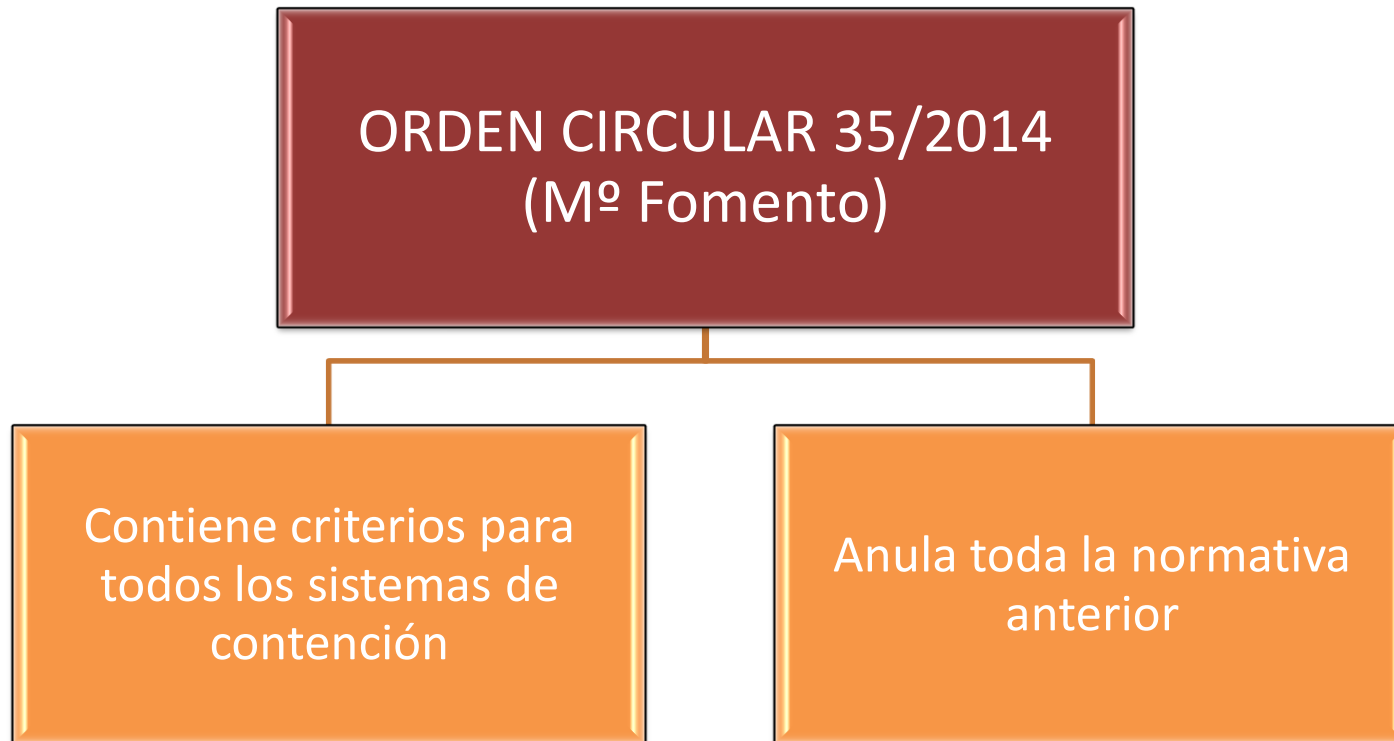 ORDEN CIRCULAR 35/2014
(Mº Fomento)
Contiene criterios para
todos los sistemas de
contención
Anula toda la normativa
anterior